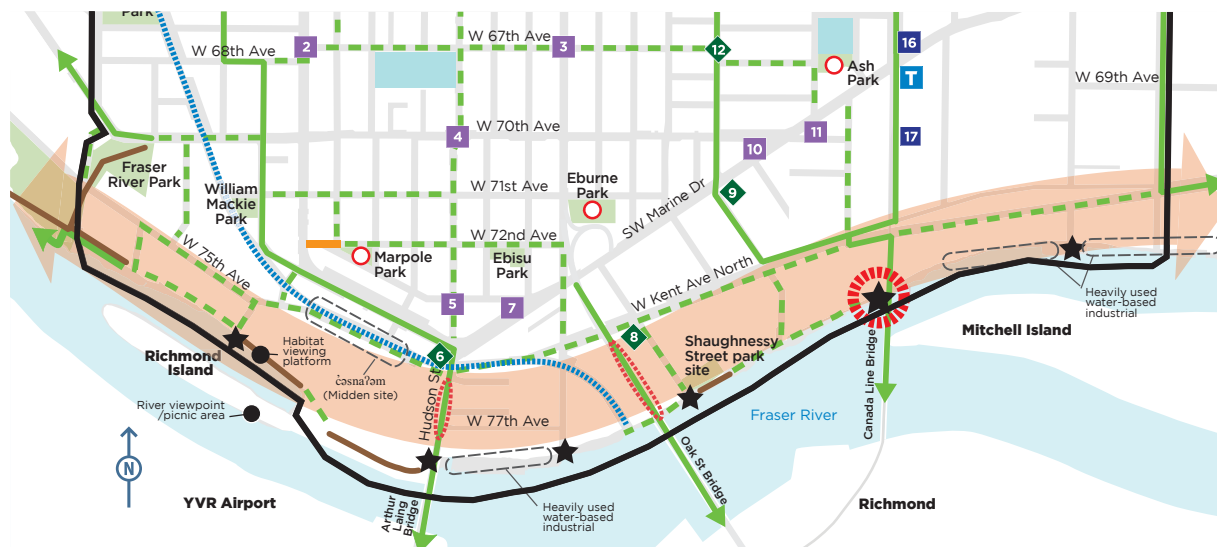 Park
W 68th Ave
2
W 67th Ave
3
12
16
Ash
Park
T
W 69th Ave
W 70th Ave
4
11
17
10
Fraser
River Park
William
Mackie
Park
W 71st Ave
Eburne
Park
9
SW Marine Dr
W 72nd Ave
Marpole
Park
Ebisu
Park
W 75th Ave
W Kent Ave North
5
7
Heavily used
water-based
industrial
Mitchell Island
Richmond
Island
Habitat
viewing
platform
6
8
Shaughnessy
Street park
site
c̓əsnaʔəm
(Midden site)
River viewpoint
/picnic area
Hudson St
W 77th Ave
Fraser River
Canada Line Bridge
Oak St Bridge
N
YVR Airport
Arthur
Laing
Bridge
Heavily used
water-based
industrial
Richmond